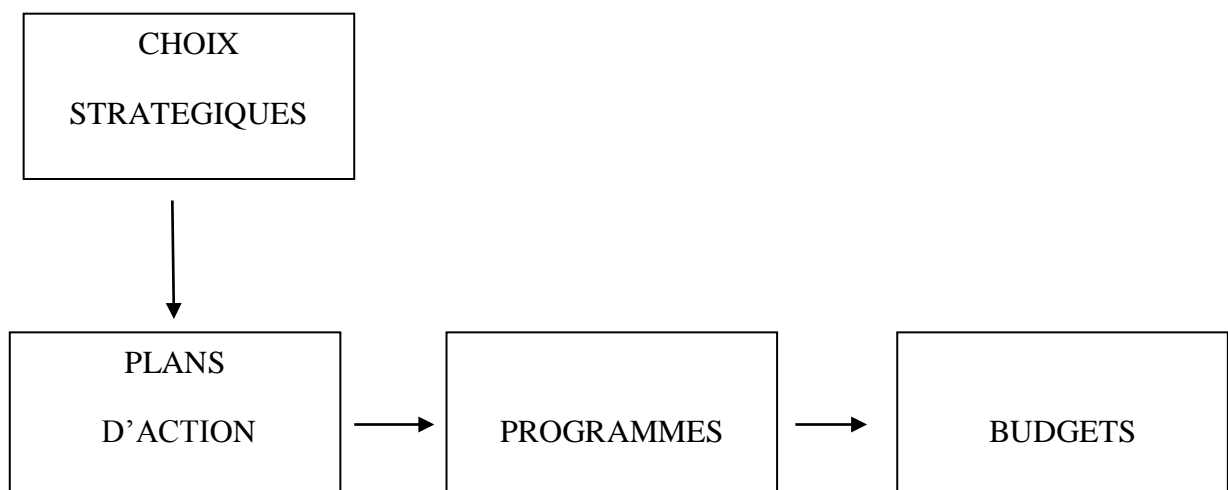 CHOIX
STRATEGIQUES
PLANS
D’ACTION
PROGRAMMES
BUDGETS